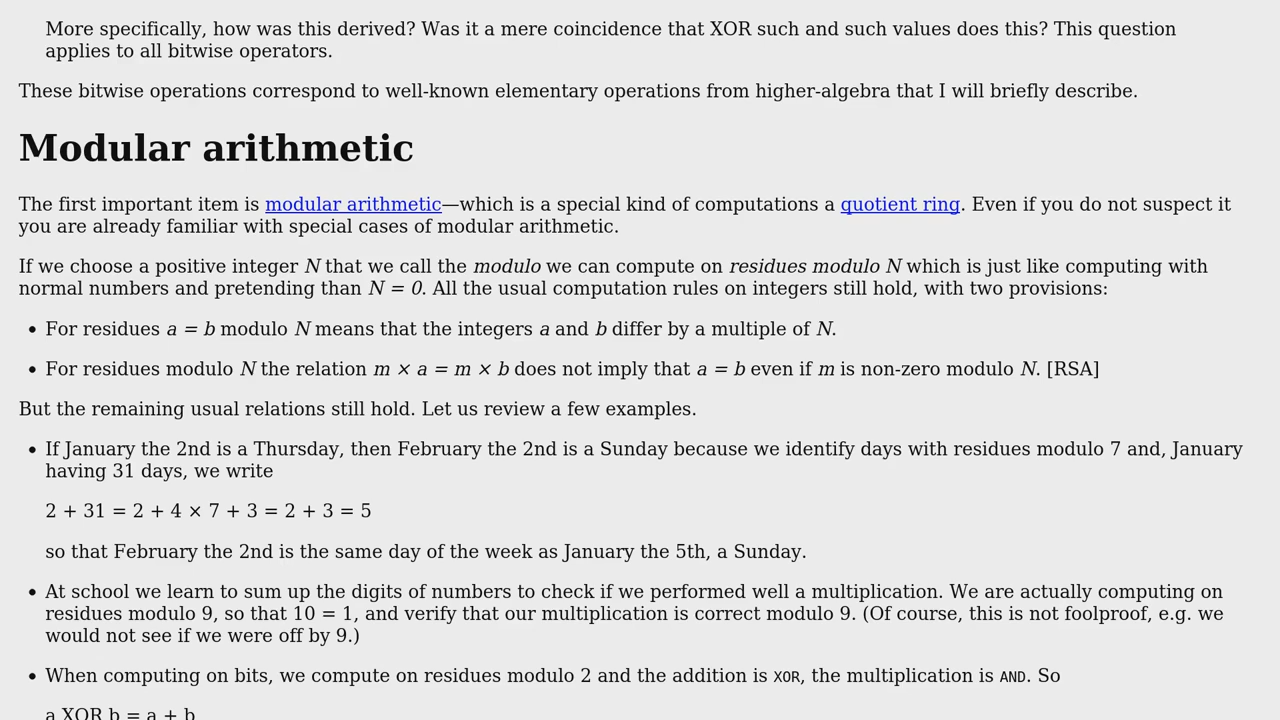 More specifically, how was this derived? Was it a mere coincidence that XOR such and such values does this? This question
applies to all bitwise operators.
These bitwise operations correspond to well-known elementary operations from higher-algebra that I will briefly describe.
Modular arithmetic
The first important item is modular arithmetic—which is a special kind of computations a quotient ring. Even if you do not suspect it
you are already familiar with special cases of modular arithmetic.
If we choose a positive integer N that we call the modulo we can compute on residues modulo N which is just like computing with
normal numbers and pretending than N = 0. All the usual computation rules on integers still hold, with two provisions:
• For residues a = b modulo N means that the integers a and b differ by a multiple of N.
• For residues modulo N the relation m × a = m × b does not imply that a = b even if m is non-zero modulo N. [RSA]
But the remaining usual relations still hold. Let us review a few examples.
• If January the 2nd is a Thursday, then February the 2nd is a Sunday because we identify days with residues modulo 7 and, January
having 31 days, we write
2 + 31 = 2 + 4 × 7 + 3 = 2 + 3 = 5
so that February the 2nd is the same day of the week as January the 5th, a Sunday.
• At school we learn to sum up the digits of numbers to check if we performed well a multiplication. We are actually computing on
residues modulo 9, so that 10 = 1, and verify that our multiplication is correct modulo 9. (Of course, this is not foolproof, e.g. we
would not see if we were off by 9.)
• When computing on bits, we compute on residues modulo 2 and the addition is XOR, the multiplication is AND. So
a XOR b = a + b